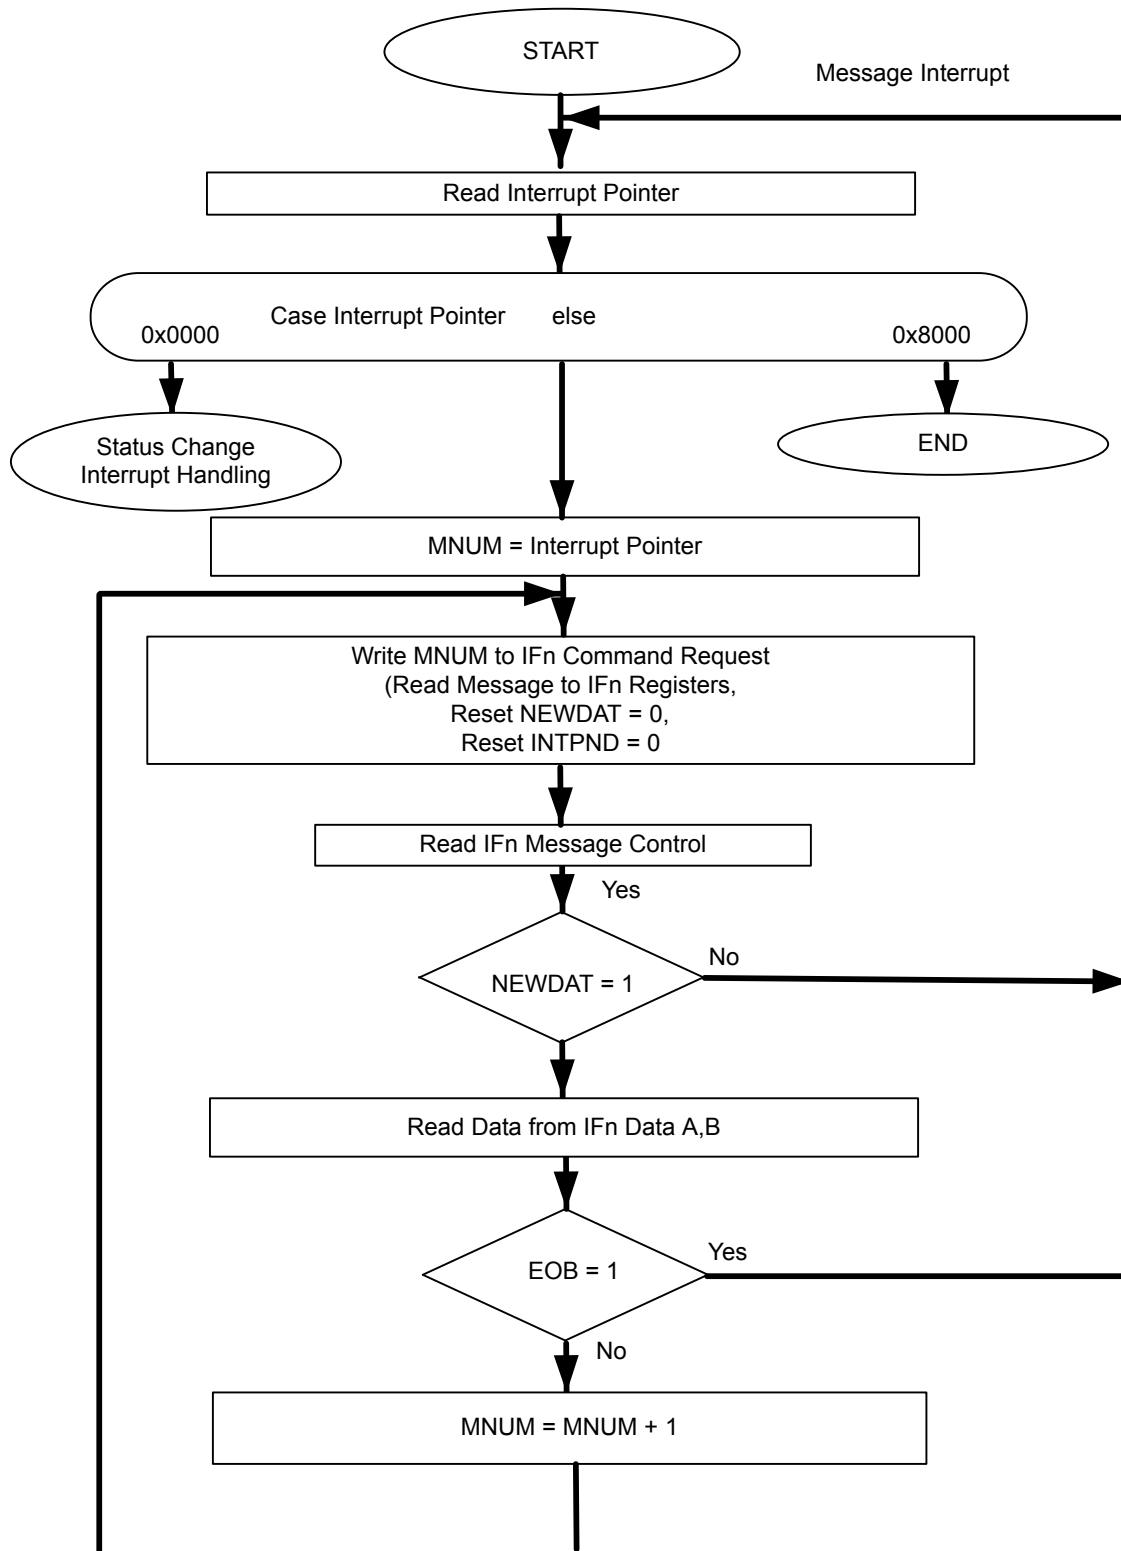 START
Message Interrupt
Read Interrupt Pointer
Case Interrupt Pointer else
0x0000
0x8000
Status Change
Interrupt Handling
END
MNUM = Interrupt Pointer
Write MNUM to IFn Command Request
(Read Message to IFn Registers,
Reset NEWDAT = 0,
Reset INTPND = 0
Read IFn Message Control
Yes
No
NEWDAT = 1
Read Data from IFn Data A,B
Yes
EOB = 1
No
MNUM = MNUM + 1